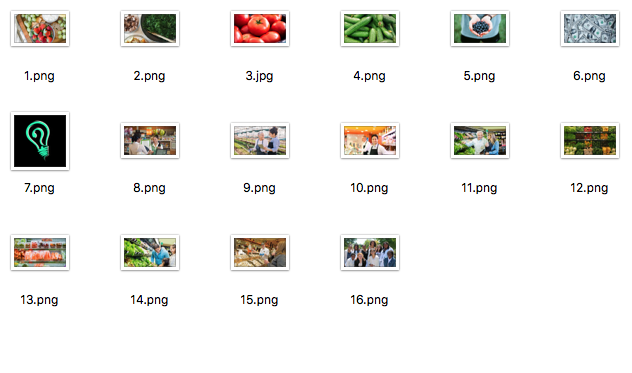 1.png 2.png 3.jpg 4.png 5.png 6.png
7.png 8.png 9.png 10.png 11.png 12.png
13.png 14.png 15.png 16.png